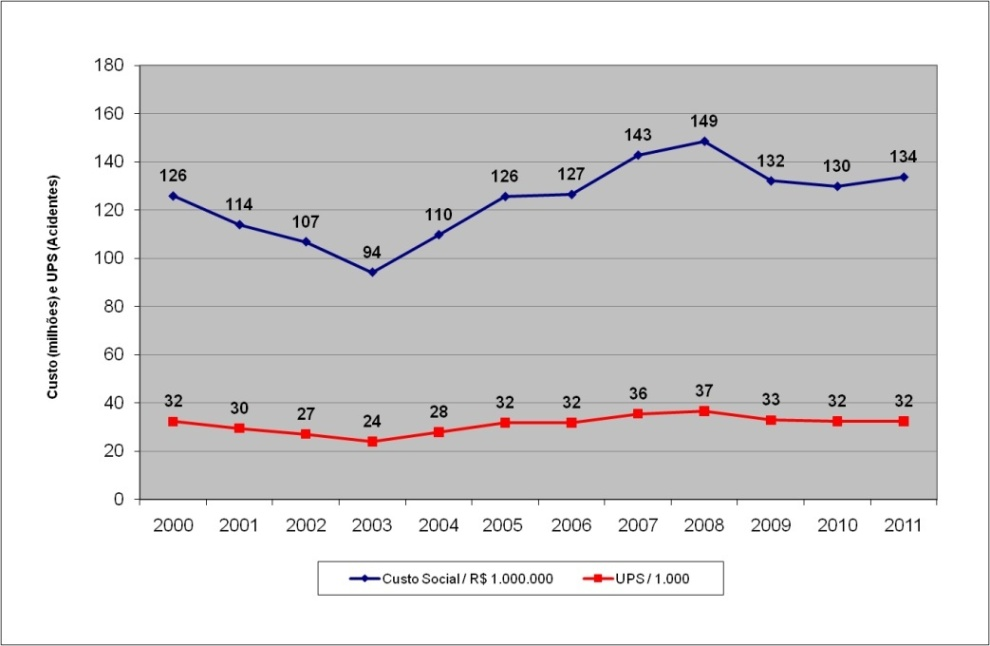 Custo (milhões) e UPS (Acidentes)
180
160
140
120
100
80
60
40
20
0
126 114 107 94 110 126 127 143 149 132 130 134
32 30 27 24 28 32 32 36 37 33 32 32
2000 2001 2002 2003 2004 2005 2006 2007 2008 2009 2010 2011
Custo Social / R$ 1.000.000 UPS / 1.000